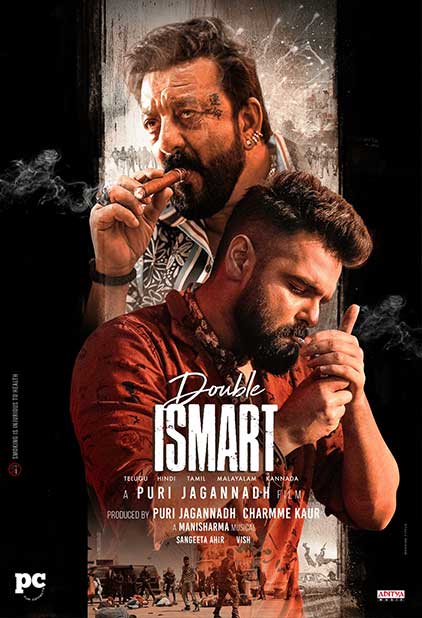 Double
ISMART
TELUGU HINDI TAMIL MALAYALAM KANNADA
A PURI JAGANNADH FILM
PRODUCED BY PURI JAGANNADH CHARMME KAUR
A MANISHARMA MUSICAL
SANGEETA AHIR VISH
SMOKING IS INJURIOUS TO HEALTH
pc
ADITYA
MUSIC